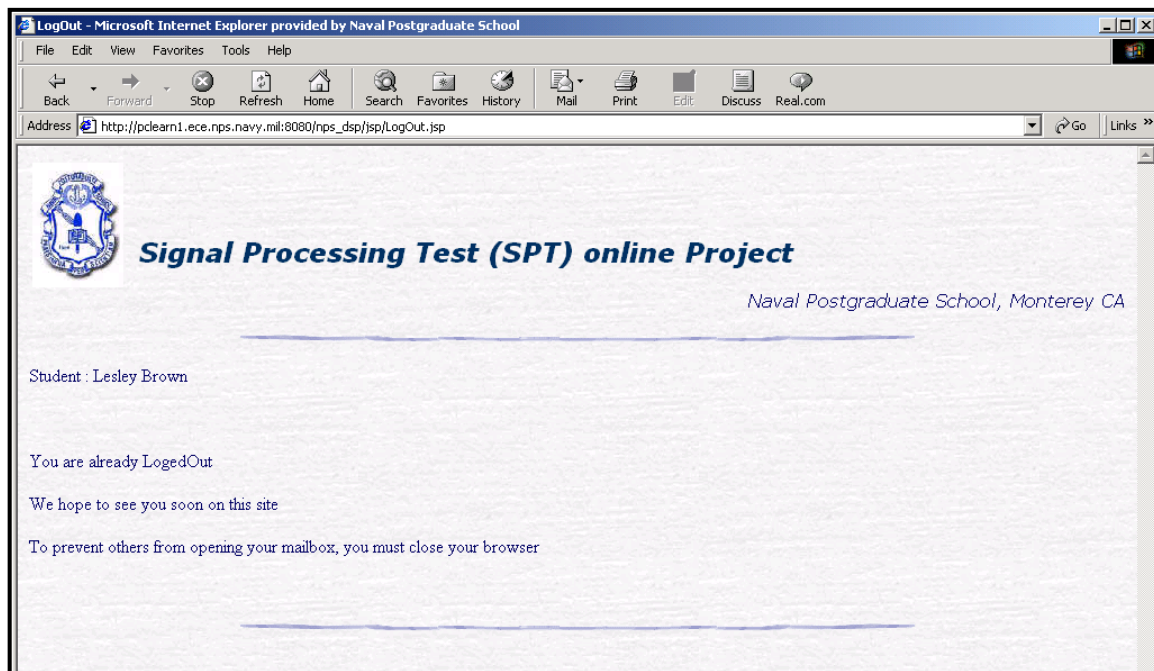 LogOut - Microsoft Internet Explorer provided by Naval Postgraduate School
File Edit View Favorites Tools Help
Back Forward Stop Refresh Home Search Favorites History Mail Print Edit Discuss Real.com
Address http://pclearn1.ece.nps.navy.mil:8080/nps_dsp/jsp/LogOut.jsp Go Links »
Signal Processing Test (SPT) online Project
Naval Postgraduate School, Monterey CA
Student : Lesley Brown
You are already LogedOut
We hope to see you soon on this site
To prevent others from opening your mailbox, you must close your browser